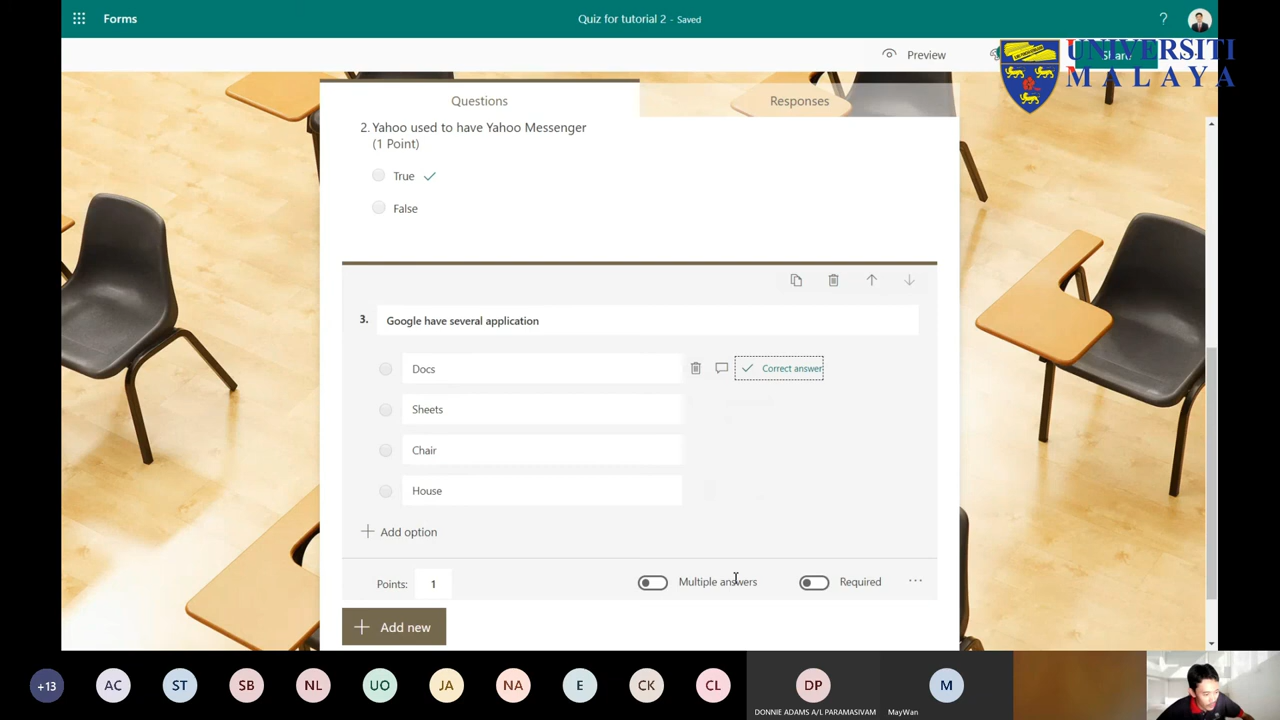 Forms
Quiz for tutorial 2 - Saved
?
Preview
Share
UNIVERSITI
MALAYA
Questions
Responses
2. Yahoo used to have Yahoo Messenger
(1 Point)
True
False
3. Google have several application
Docs
Correct answer
Sheets
Chair
House
Add option
Points: 1
Multiple answers
Required
...
Add new
+13
AC
ST
SB
NL
UO
JA
NA
E
CK
CL
DP
M
DONNIE ADAMS A/L PARAMASIVAM
MayWan